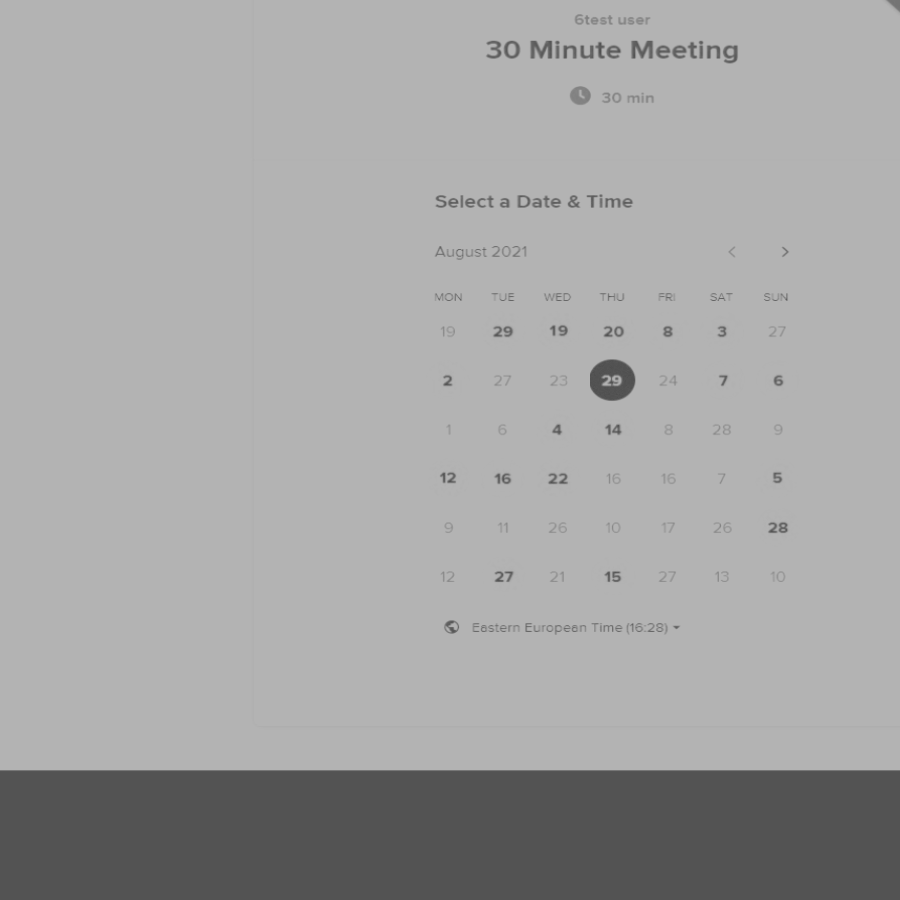 6test user
30 Minute Meeting
30 min
Select a Date & Time
August 2021
MON TUE WED THU FRI SAT SUN
19 29 19 20 8 3 27
2 27 23 29 24 7 6
1 6 4 14 8 28 9
12 16 22 16 16 7 5
9 11 26 10 17 26 28
12 27 21 15 27 13 10
Eastern European Time (16:28)